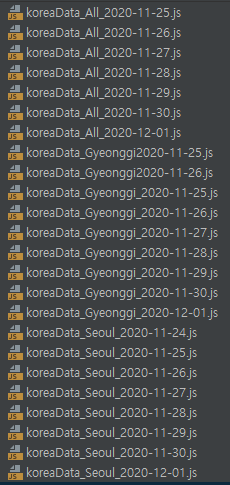 koreaData_All_2020-11-25.js
koreaData_All_2020-11-26.js
koreaData_All_2020-11-27.js
koreaData_All_2020-11-28.js
koreaData_All_2020-11-29.js
koreaData_All_2020-11-30.js
koreaData_All_2020-12-01.js
koreaData_Gyeonggi2020-11-25.js
koreaData_Gyeonggi2020-11-26.js
koreaData_Gyeonggi_2020-11-25.js
koreaData_Gyeonggi_2020-11-26.js
koreaData_Gyeonggi_2020-11-27.js
koreaData_Gyeonggi_2020-11-28.js
koreaData_Gyeonggi_2020-11-29.js
koreaData_Gyeonggi_2020-11-30.js
koreaData_Gyeonggi_2020-12-01.js
koreaData_Seoul_2020-11-24.js
koreaData_Seoul_2020-11-25.js
koreaData_Seoul_2020-11-26.js
koreaData_Seoul_2020-11-27.js
koreaData_Seoul_2020-11-28.js
koreaData_Seoul_2020-11-29.js
koreaData_Seoul_2020-11-30.js
koreaData_Seoul_2020-12-01.js